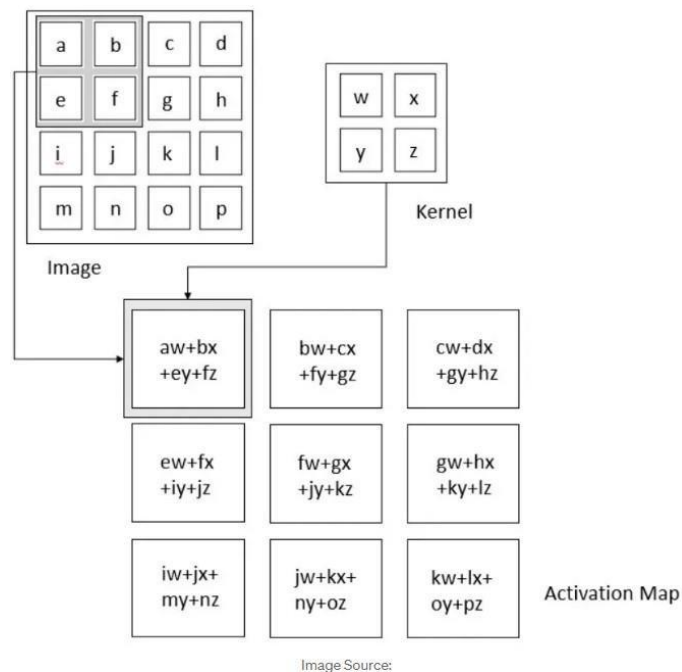 a b c d
e f g h
i j k l
m n o p
Image
w x
y z
Kernel
aw+bx
+ey+fz
bw+cx
+fy+gz
cw+dx
+gy+hz
ew+fx
+iy+jz
fw+gx
+jy+kz
gw+hx
+ky+lz
iw+jx+
my+nz
jw+kx+
ny+oz
kw+lx+
oy+pz
Activation Map
Image Source: